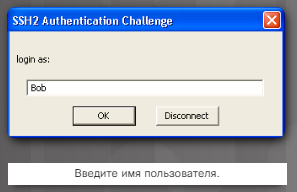 SSH2 Authentication Challenge
login as:
Bob
OK Disconnect
Введите имя пользователя.